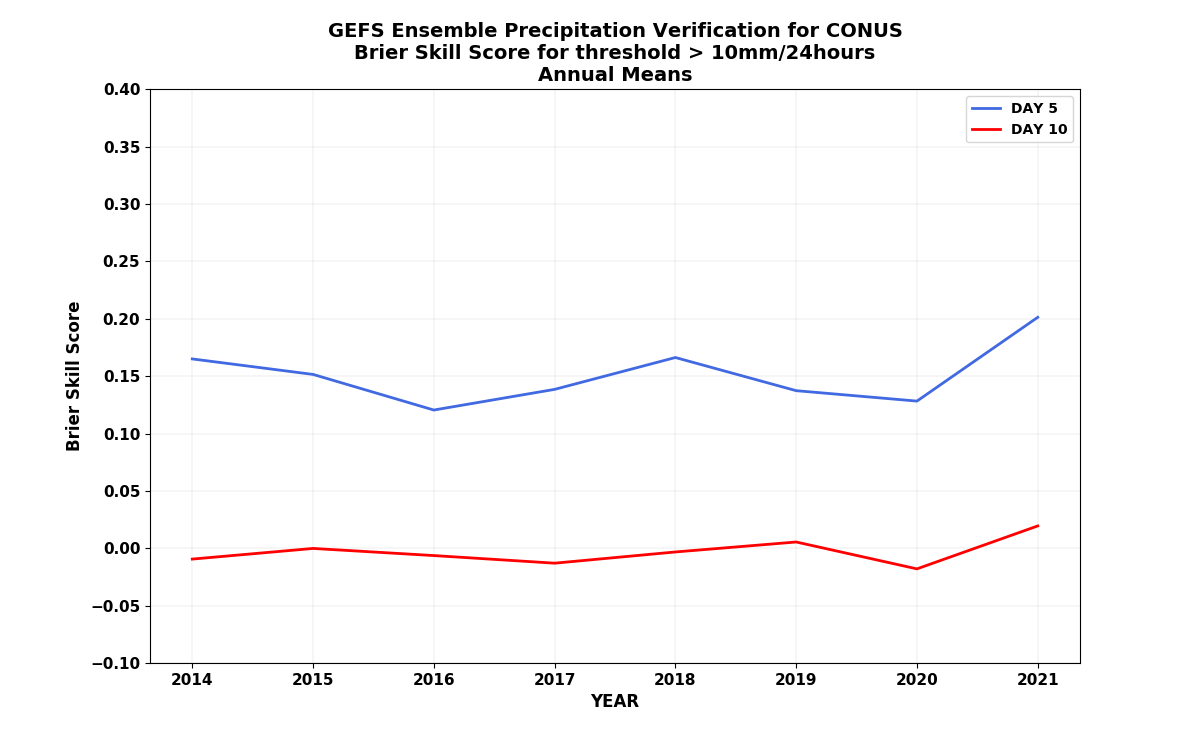 GEFS Ensemble Precipitation Verification for CONUS
Brier Skill Score for threshold > 10mm/24hours
Annual Means
DAY 5
DAY 10
Brier Skill Score
0.40
0.35
0.30
0.25
0.20
0.15
0.10
0.05
0.00
−0.05
−0.10
2014 2015 2016 2017 2018 2019 2020 2021
YEAR